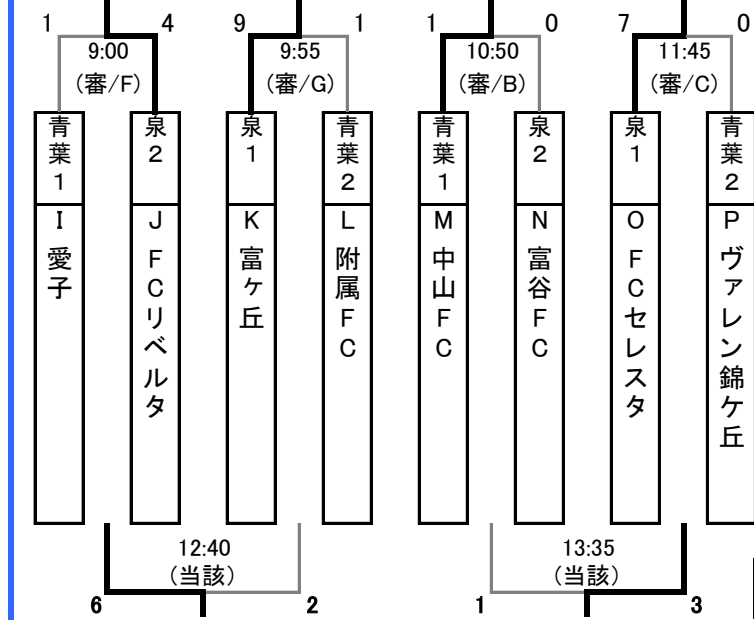 1 4 9 1 1 0 7 0
9:00 9:55 10:50 11:45
（審/F） （審/G） （審/B） （審/C）
青葉１
I 愛子
泉２
J FCリベルタ
泉１
K 富ケ丘
青葉２
L 附属FC
青葉１
M 中山FC
泉２
N 富谷FC
泉１
O FCセレスタ
青葉２
P ヴァレン錦ケ丘
12:40 13:35
（当該） （当該）
6 2 1 3